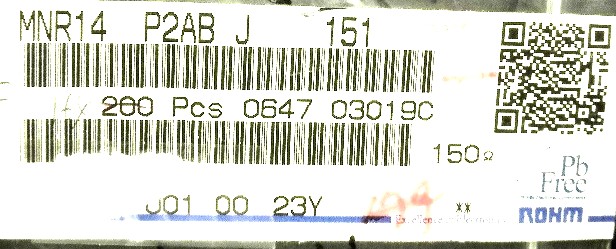 MNR14 P2AB J 151
200 Pcs 0647 03019C
150Ω
Pb
Free
J01 00 23Y **
ROHM